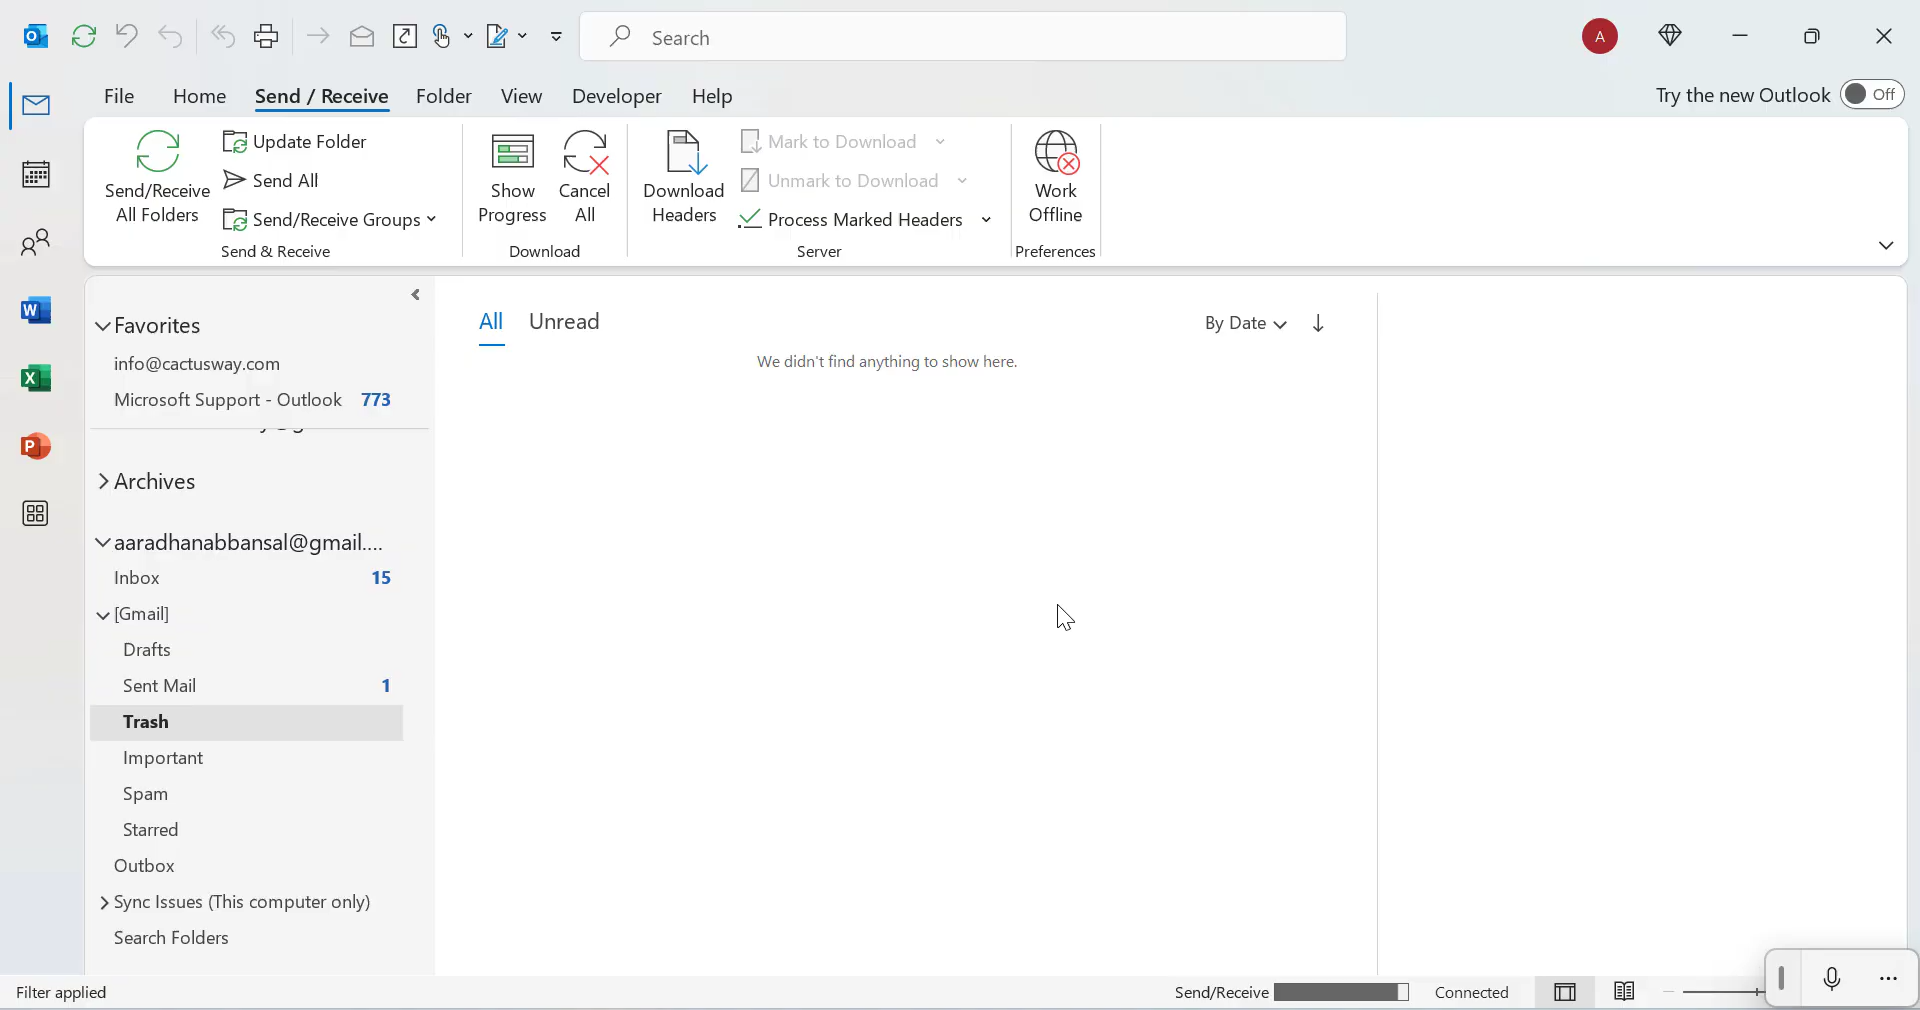 Search
A
File Home Send / Receive Folder View Developer Help
Try the new Outlook Off
Send/Receive All Folders
Update Folder
Send All
Send/Receive Groups
Send & Receive
Show Progress
Cancel All
Download
Download Headers
Mark to Download
Unmark to Download
Process Marked Headers
Server
Work Offline
Preferences
Favorites
info@cactusway.com
Microsoft Support - Outlook 773
Archives
aaradhanabbansal@gmail....
Inbox 15
[Gmail]
Drafts
Sent Mail 1
Trash
Important
Spam
Starred
Outbox
Sync Issues (This computer only)
Search Folders
All Unread
By Date
We didn't find anything to show here.
Filter applied
Send/Receive
Connected